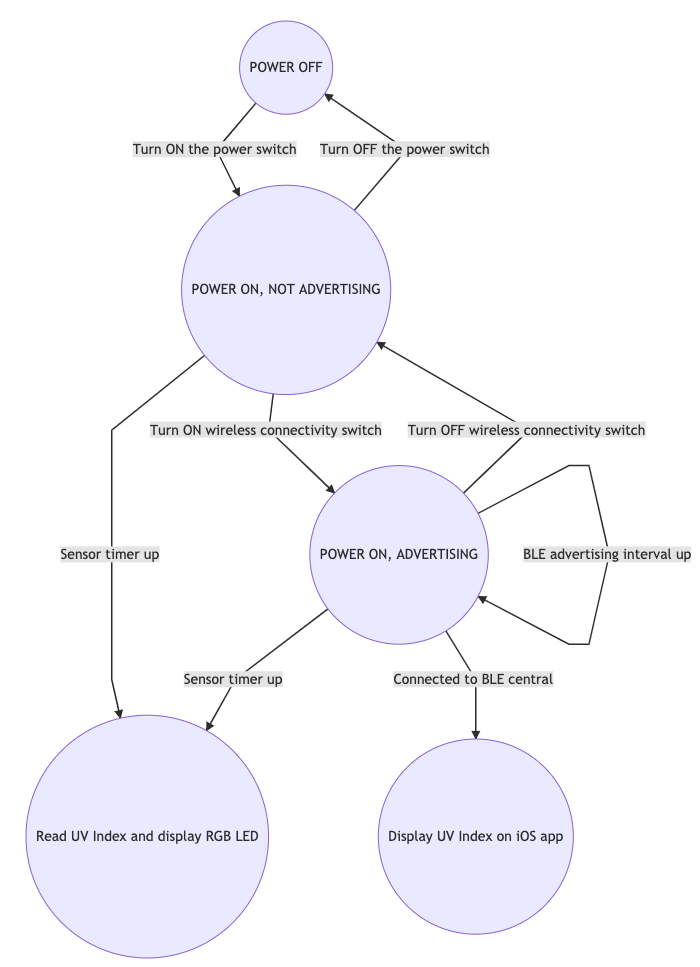 POWER OFF
Turn ON the power switch
Turn OFF the power switch
POWER ON, NOT ADVERTISING
Turn ON wireless connectivity switch
Turn OFF wireless connectivity switch
Sensor timer up
POWER ON, ADVERTISING
BLE advertising interval up
Sensor timer up
Connected to BLE central
Read UV Index and display RGB LED
Display UV Index on iOS app